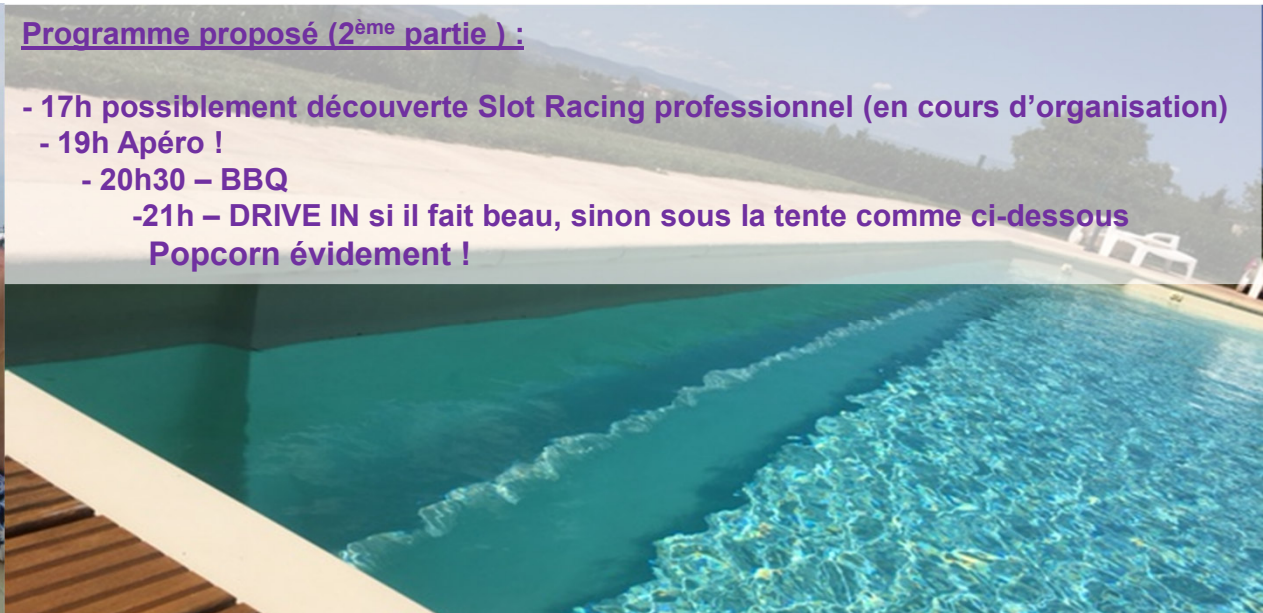 Programme proposé (2ème partie ) :
- 17h possiblement découverte Slot Racing professionnel (en cours d'organisation)
- 19h Apéro !
- 20h30 – BBQ
-21h – DRIVE IN si il fait beau, sinon sous la tente comme ci-dessous
Popcorn évidement !